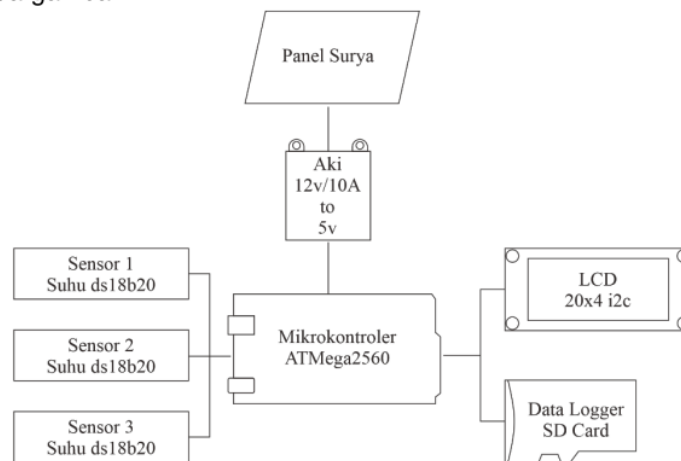 Panel Surya
Aki
12v/10A
to
5v
Sensor 1
Suhu ds18b20
Sensor 2
Suhu ds18b20
Sensor 3
Suhu ds18b20
Mikrokontroler
ATMega2560
LCD
20x4 i2c
Data Logger
SD Card